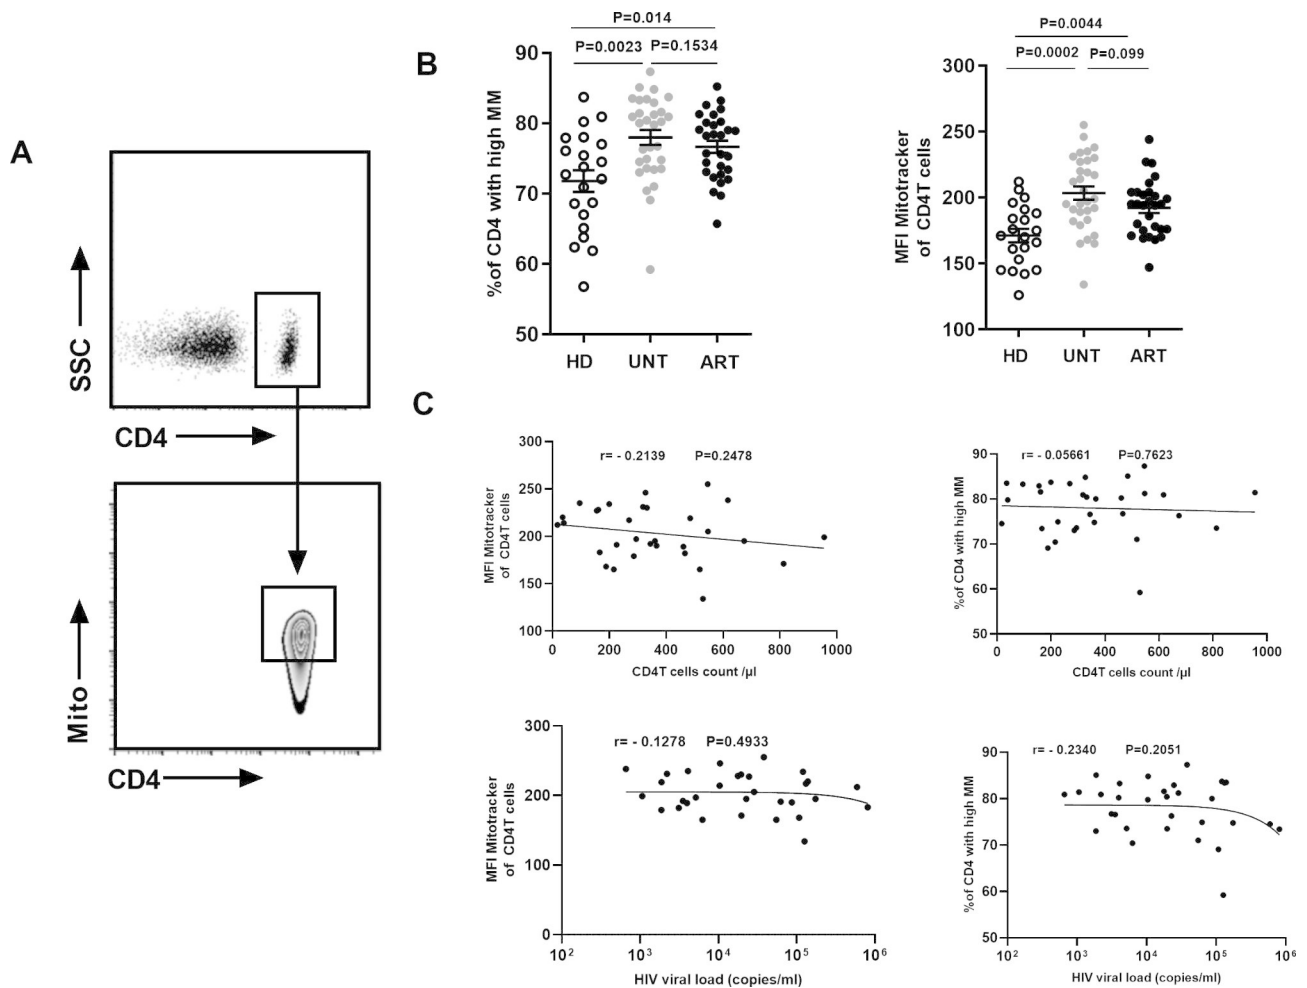 A
SSC
CD4
Mito
CD4
B
P=0.014
P=0.0023
P=0.1534
%of CD4 with high MM
90
80
70
60
50
HD
UNT
ART
P=0.0044
P=0.0002
P=0.099
MFI Mitotracker
of CD4T cells
300
250
200
150
100
HD
UNT
ART
C
r= - 0.2139
P=0.2478
MFI Mitotracker
of CD4T cells
300
250
200
150
100
0
200
400
600
800
1000
CD4T cells count /µl
r= - 0.05661
P=0.7623
%of CD4 with high MM
90
80
70
60
50
0
200
400
600
800
1000
CD4T cells count /µl
r= - 0.1278
P=0.4933
MFI Mitotracker
of CD4T cells
300
200
100
0
10²
10³
10⁴
10⁵
10⁶
HIV viral load (copies/ml)
r= - 0.2340
P=0.2051
%of CD4 with high MM
90
80
70
60
50
10²
10³
10⁴
10⁵
10⁶
HIV viral load (copies/ml)